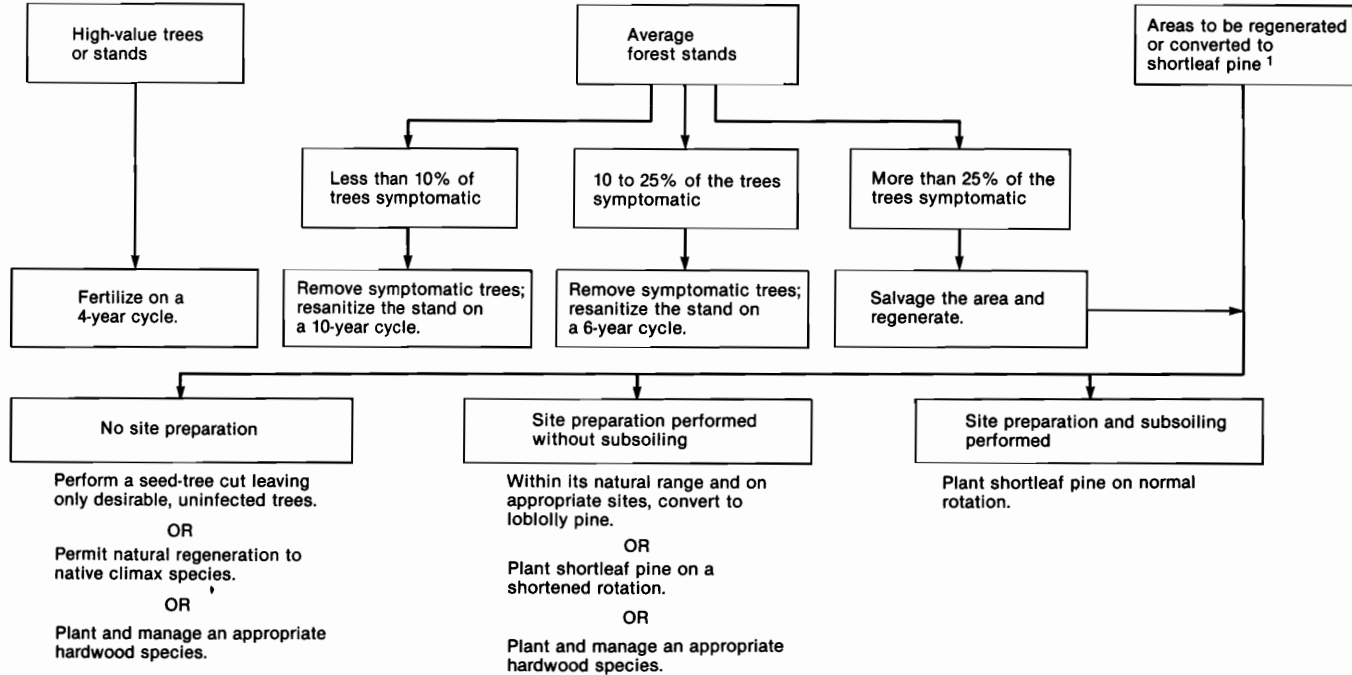 High-value trees
or stands
Average
forest stands
Areas to be regenerated
or converted to
shortleaf pine 1
Less than 10% of
trees symptomatic
10 to 25% of the trees
symptomatic
More than 25% of the
trees symptomatic
Fertilize on a
4-year cycle.
Remove symptomatic trees;
resanitize the stand on
a 10-year cycle.
Remove symptomatic trees;
resanitize the stand on
a 6-year cycle.
Salvage the area and
regenerate.
No site preparation
Perform a seed-tree cut leaving
only desirable, uninfected trees.
OR
Permit natural regeneration to
native climax species.
OR
Plant and manage an appropriate
hardwood species.
Site preparation performed
without subsoiling
Within its natural range and on
appropriate sites, convert to
loblolly pine.
OR
Plant shortleaf pine on a
shortened rotation.
OR
Plant and manage an appropriate
hardwood species.
Site preparation and subsoiling
performed
Plant shortleaf pine on normal
rotation.